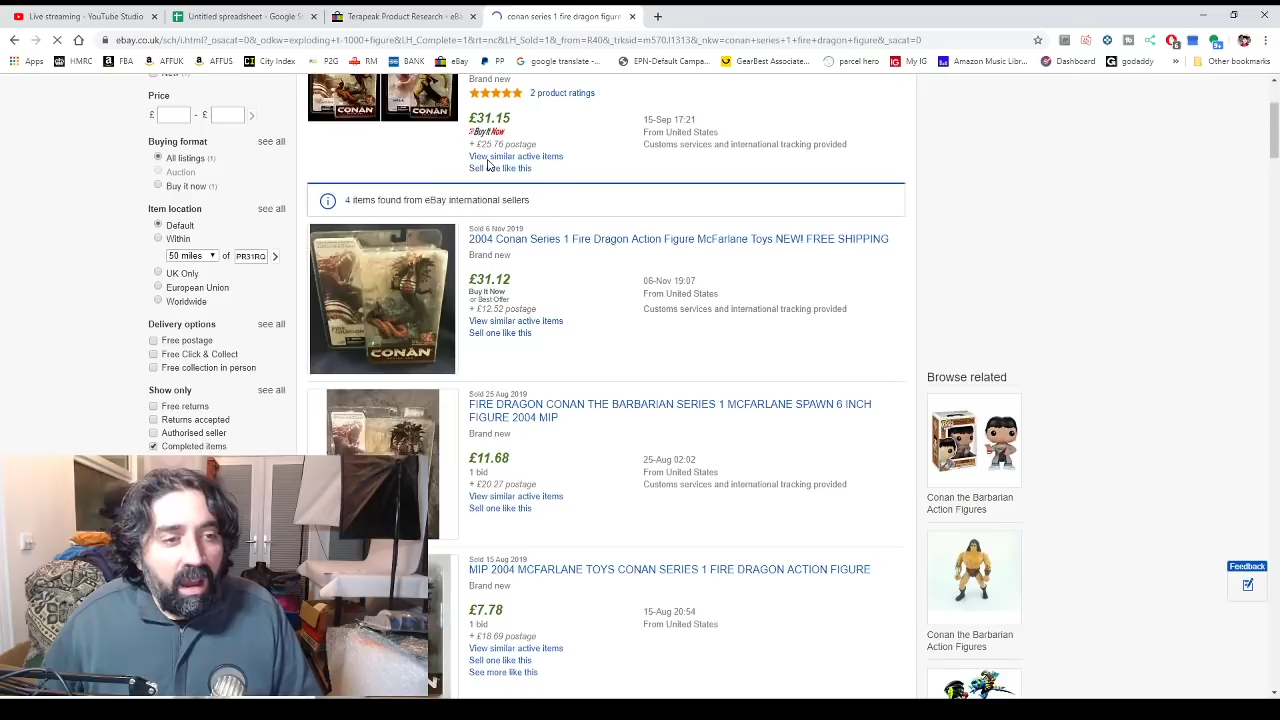 Live streaming - YouTube Studio
Untitled spreadsheet - Google S
Terapeak Product Research - eBa
conan series 1 fire dragon figure
ebay.co.uk/sch/i.html?_osacat=0&_odkw=exploding+t-1000+figure&LH_Complete=1&rt=nc&LH_Sold=1&_from=R40&_trksid=m570.l1313&_nkw=conan+series+1+fire+dragon+figure&_sacat=0
Apps HMRC FBA AFFUK AFFUS City Index P2G RM BANK eBay PP google translate -... EPN-Default Campa... GearBest Associate... parcel hero My IG Amazon Music Libr... Dashboard godaddy » Other bookmarks
New (1)
Price
£ - £
Buying format see all
All listings (1)
Auction
Buy it now (1)
Item location see all
Default
Within
50 miles of PR31RQ
UK Only
European Union
Worldwide
Delivery options see all
Free postage
Free Click & Collect
Free collection in person
Show only see all
Free returns
Returns accepted
Authorised seller
Completed items
CONAN CONAN
Brand new
2 product ratings
£31.15 15-Sep 17:21
Buy It Now From United States
+ £25.76 postage Customs services and international tracking provided
View similar active items
Sell one like this
4 items found from eBay international sellers
Sold 6 Nov 2019
2004 Conan Series 1 Fire Dragon Action Figure McFarlane Toys NEW! FREE SHIPPING
Brand new
£31.12 06-Nov 19:07
Buy It Now From United States
or Best Offer
+ £12.52 postage Customs services and international tracking provided
View similar active items
Sell one like this
CONAN
Sold 25 Aug 2019
FIRE DRAGON CONAN THE BARBARIAN SERIES 1 MCFARLANE SPAWN 6 INCH
FIGURE 2004 MIP
Brand new
£11.68 25-Aug 02:02
1 bid From United States
+ £20.27 postage Customs services and international tracking provided
View similar active items
Sell one like this
Sold 15 Aug 2019
MIP 2004 MCFARLANE TOYS CONAN SERIES 1 FIRE DRAGON ACTION FIGURE
Brand new
£7.78 15-Aug 20:54
1 bid From United States
+ £18.69 postage
View similar active items
Sell one like this
See more like this
Browse related
Conan the Barbarian
Action Figures
Conan the Barbarian
Action Figures
Feedback